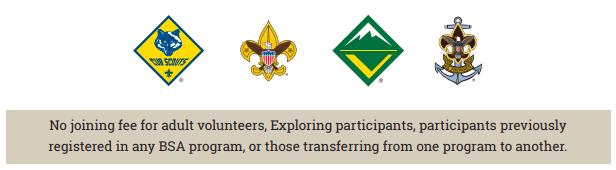 CUB SCOUTS
No joining fee for adult volunteers, Exploring participants, participants previously
registered in any BSA program, or those transferring from one program to another.